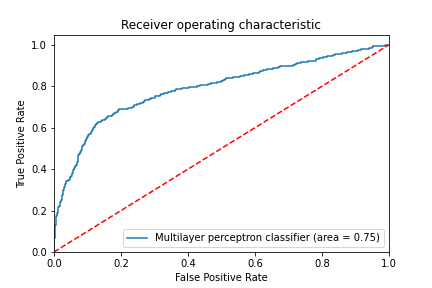 Receiver operating characteristic
True Positive Rate
1.0
0.8
0.6
0.4
0.2
0.0
Multilayer perceptron classifier (area = 0.75)
0.0 0.2 0.4 0.6 0.8 1.0
False Positive Rate